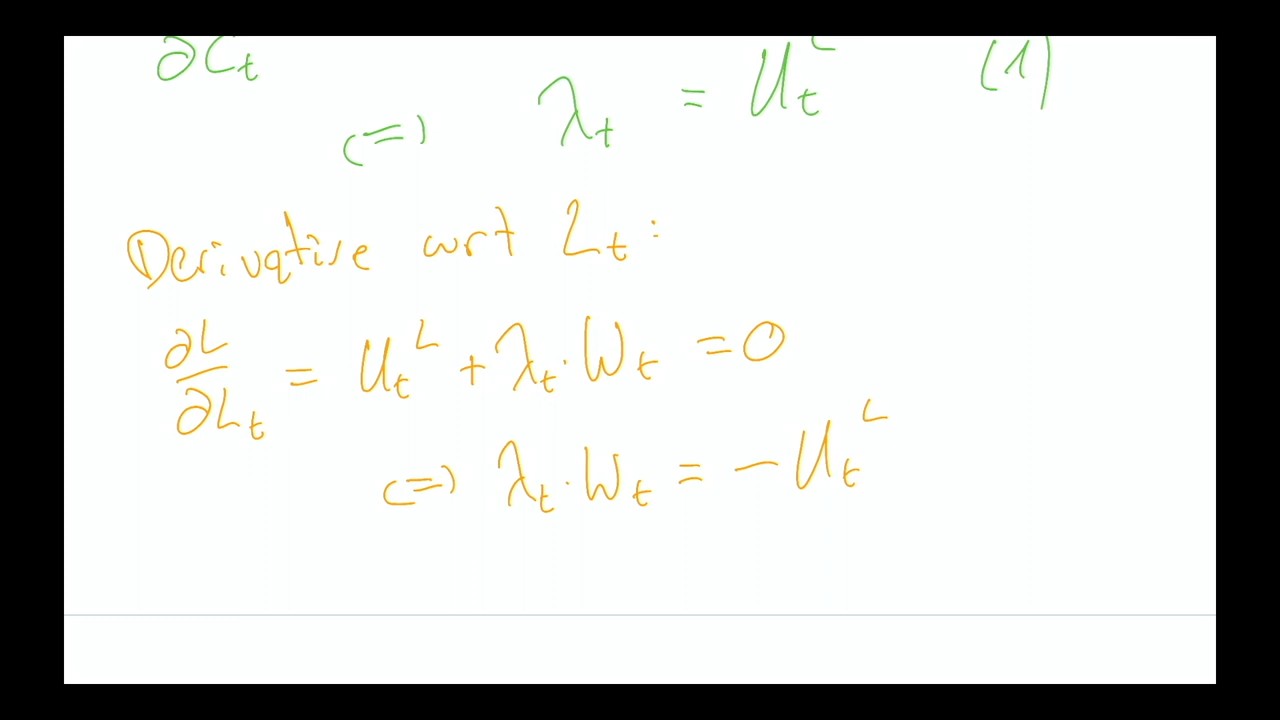 ∂C_t
⇔ λ_t = U_t^C (1)
Derivative wrt L_t:
∂L/∂L_t = U_t^L + λ_t · W_t = 0
⇔ λ_t · W_t = − U_t^L